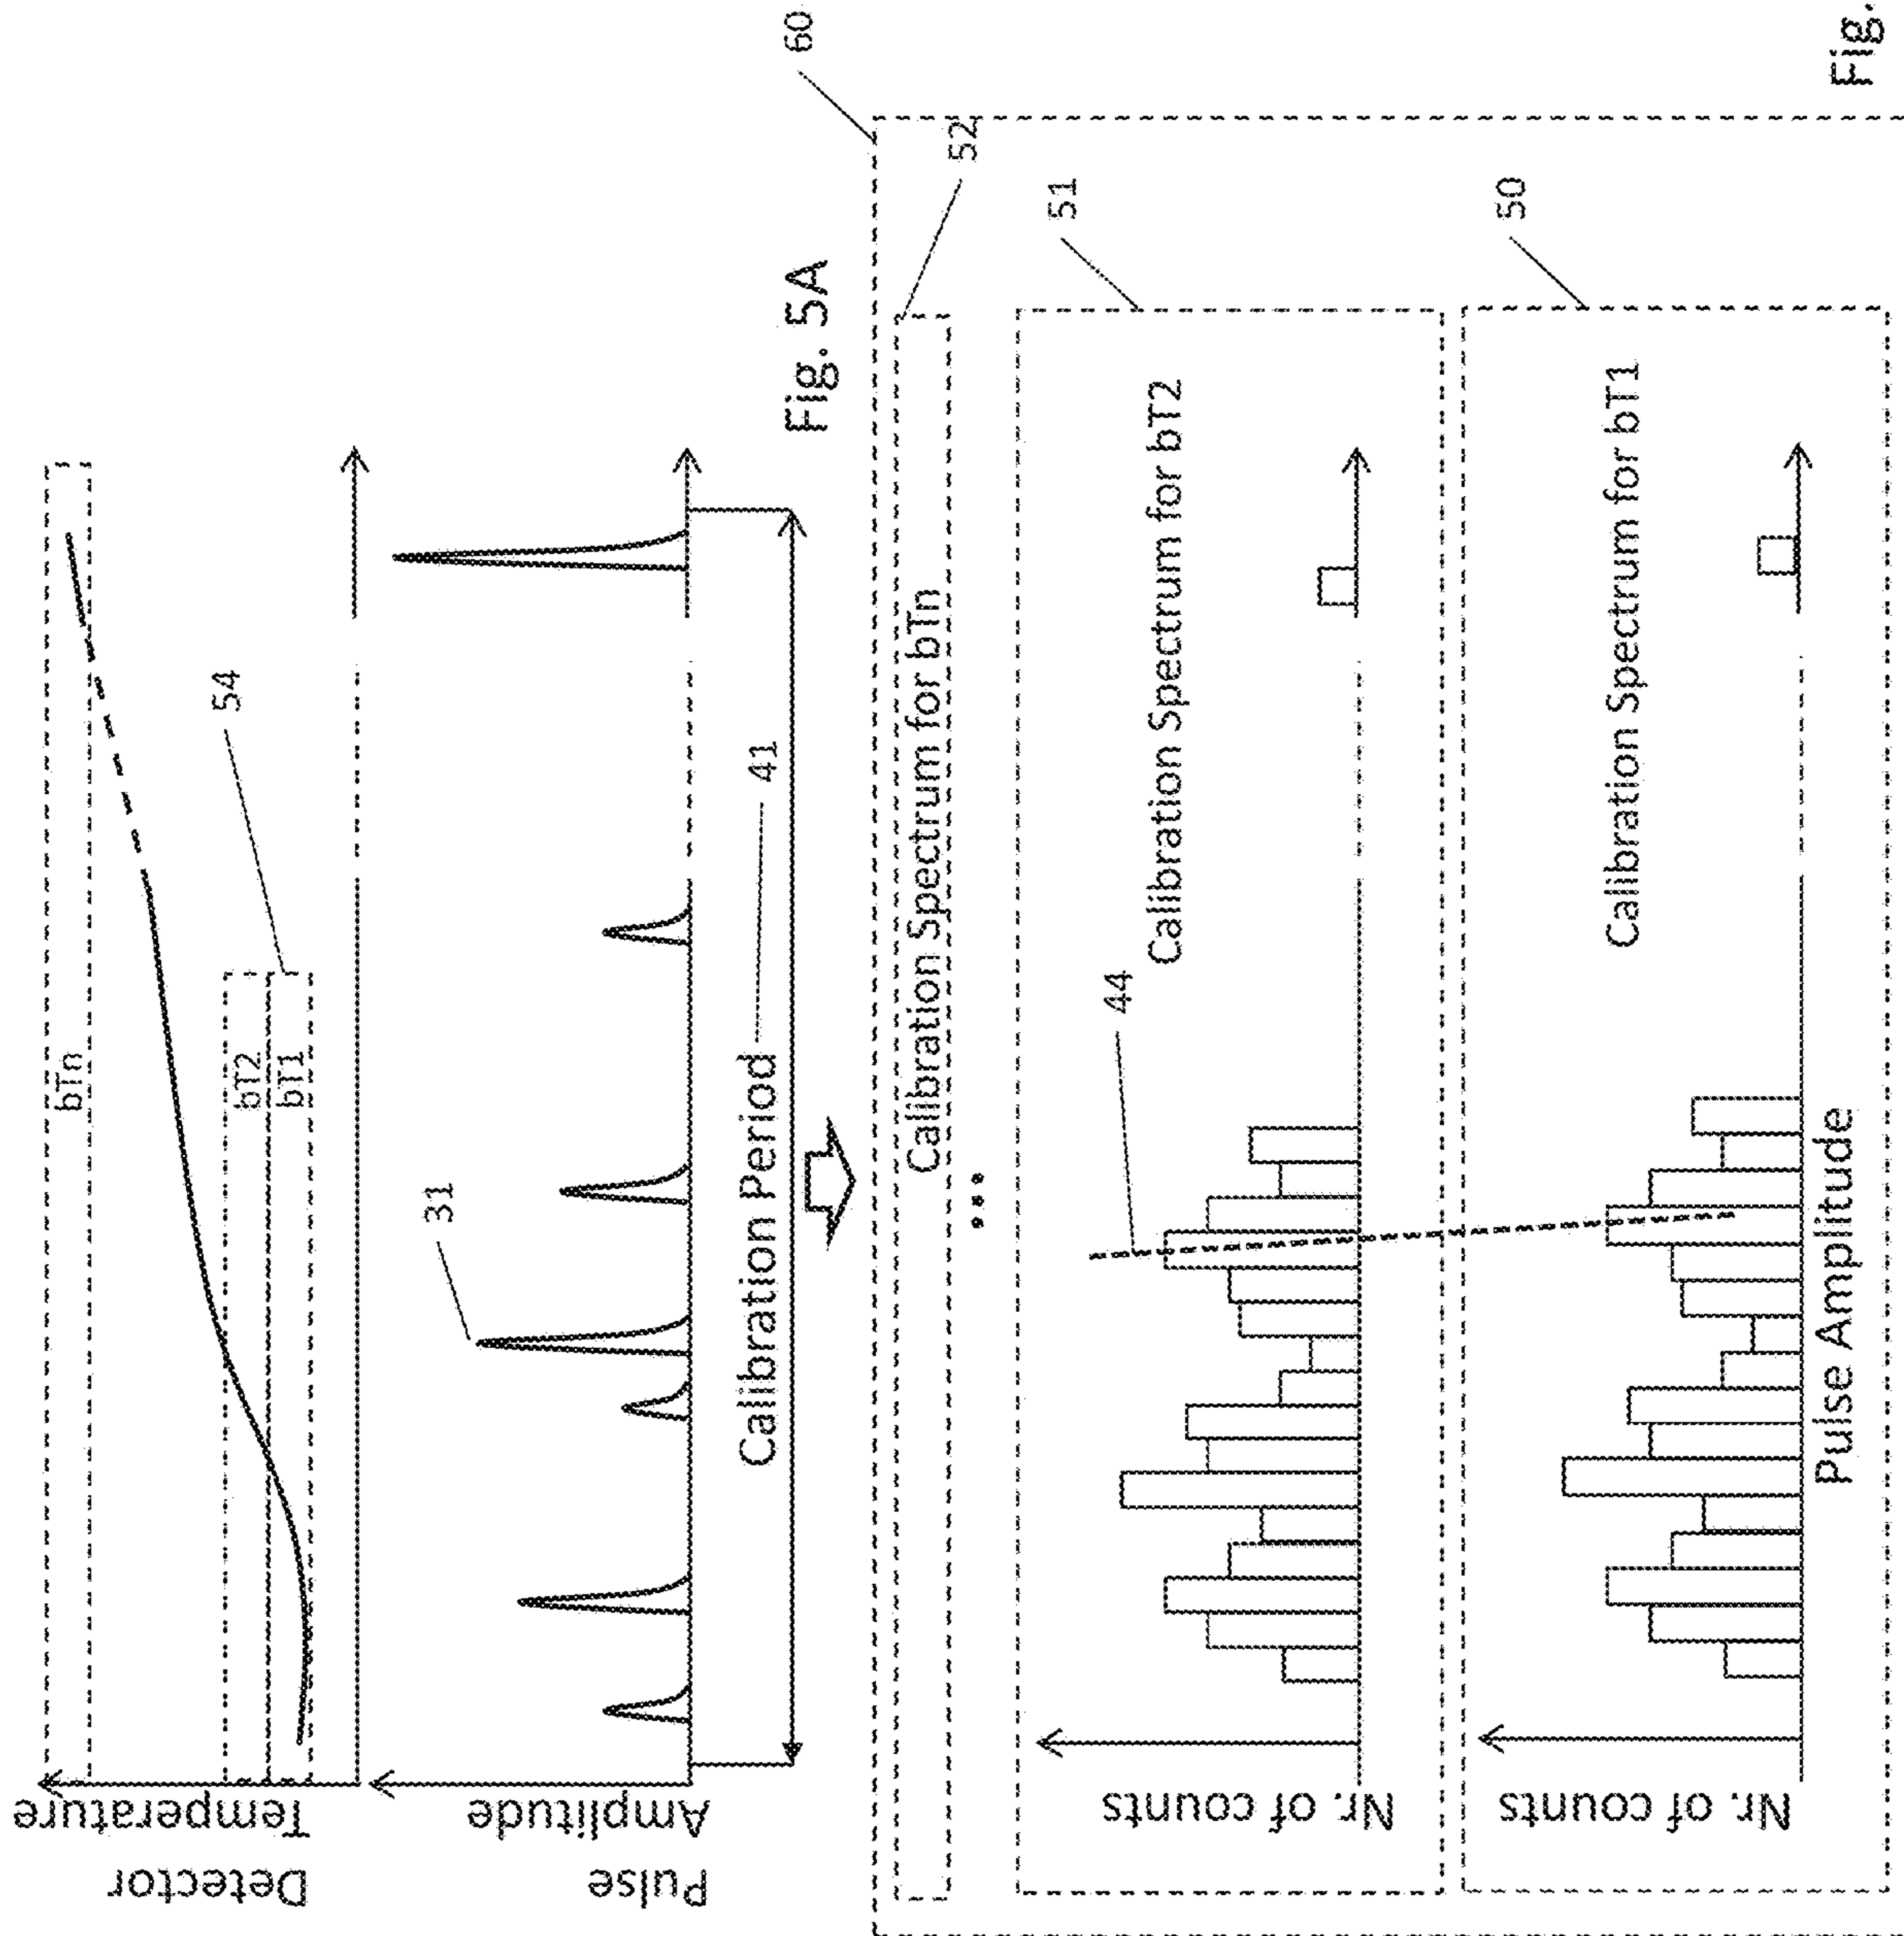 Detector
Temperature
bTn
bT2
bT1
54
Pulse
Amplitude
31
Calibration Period
41
Fig. 5A
60
Calibration Spectrum for bTn
52
...
Nr. of counts
44
Calibration Spectrum for bT2
51
Nr. of counts
Calibration Spectrum for bT1
50
Pulse Amplitude
Fig.